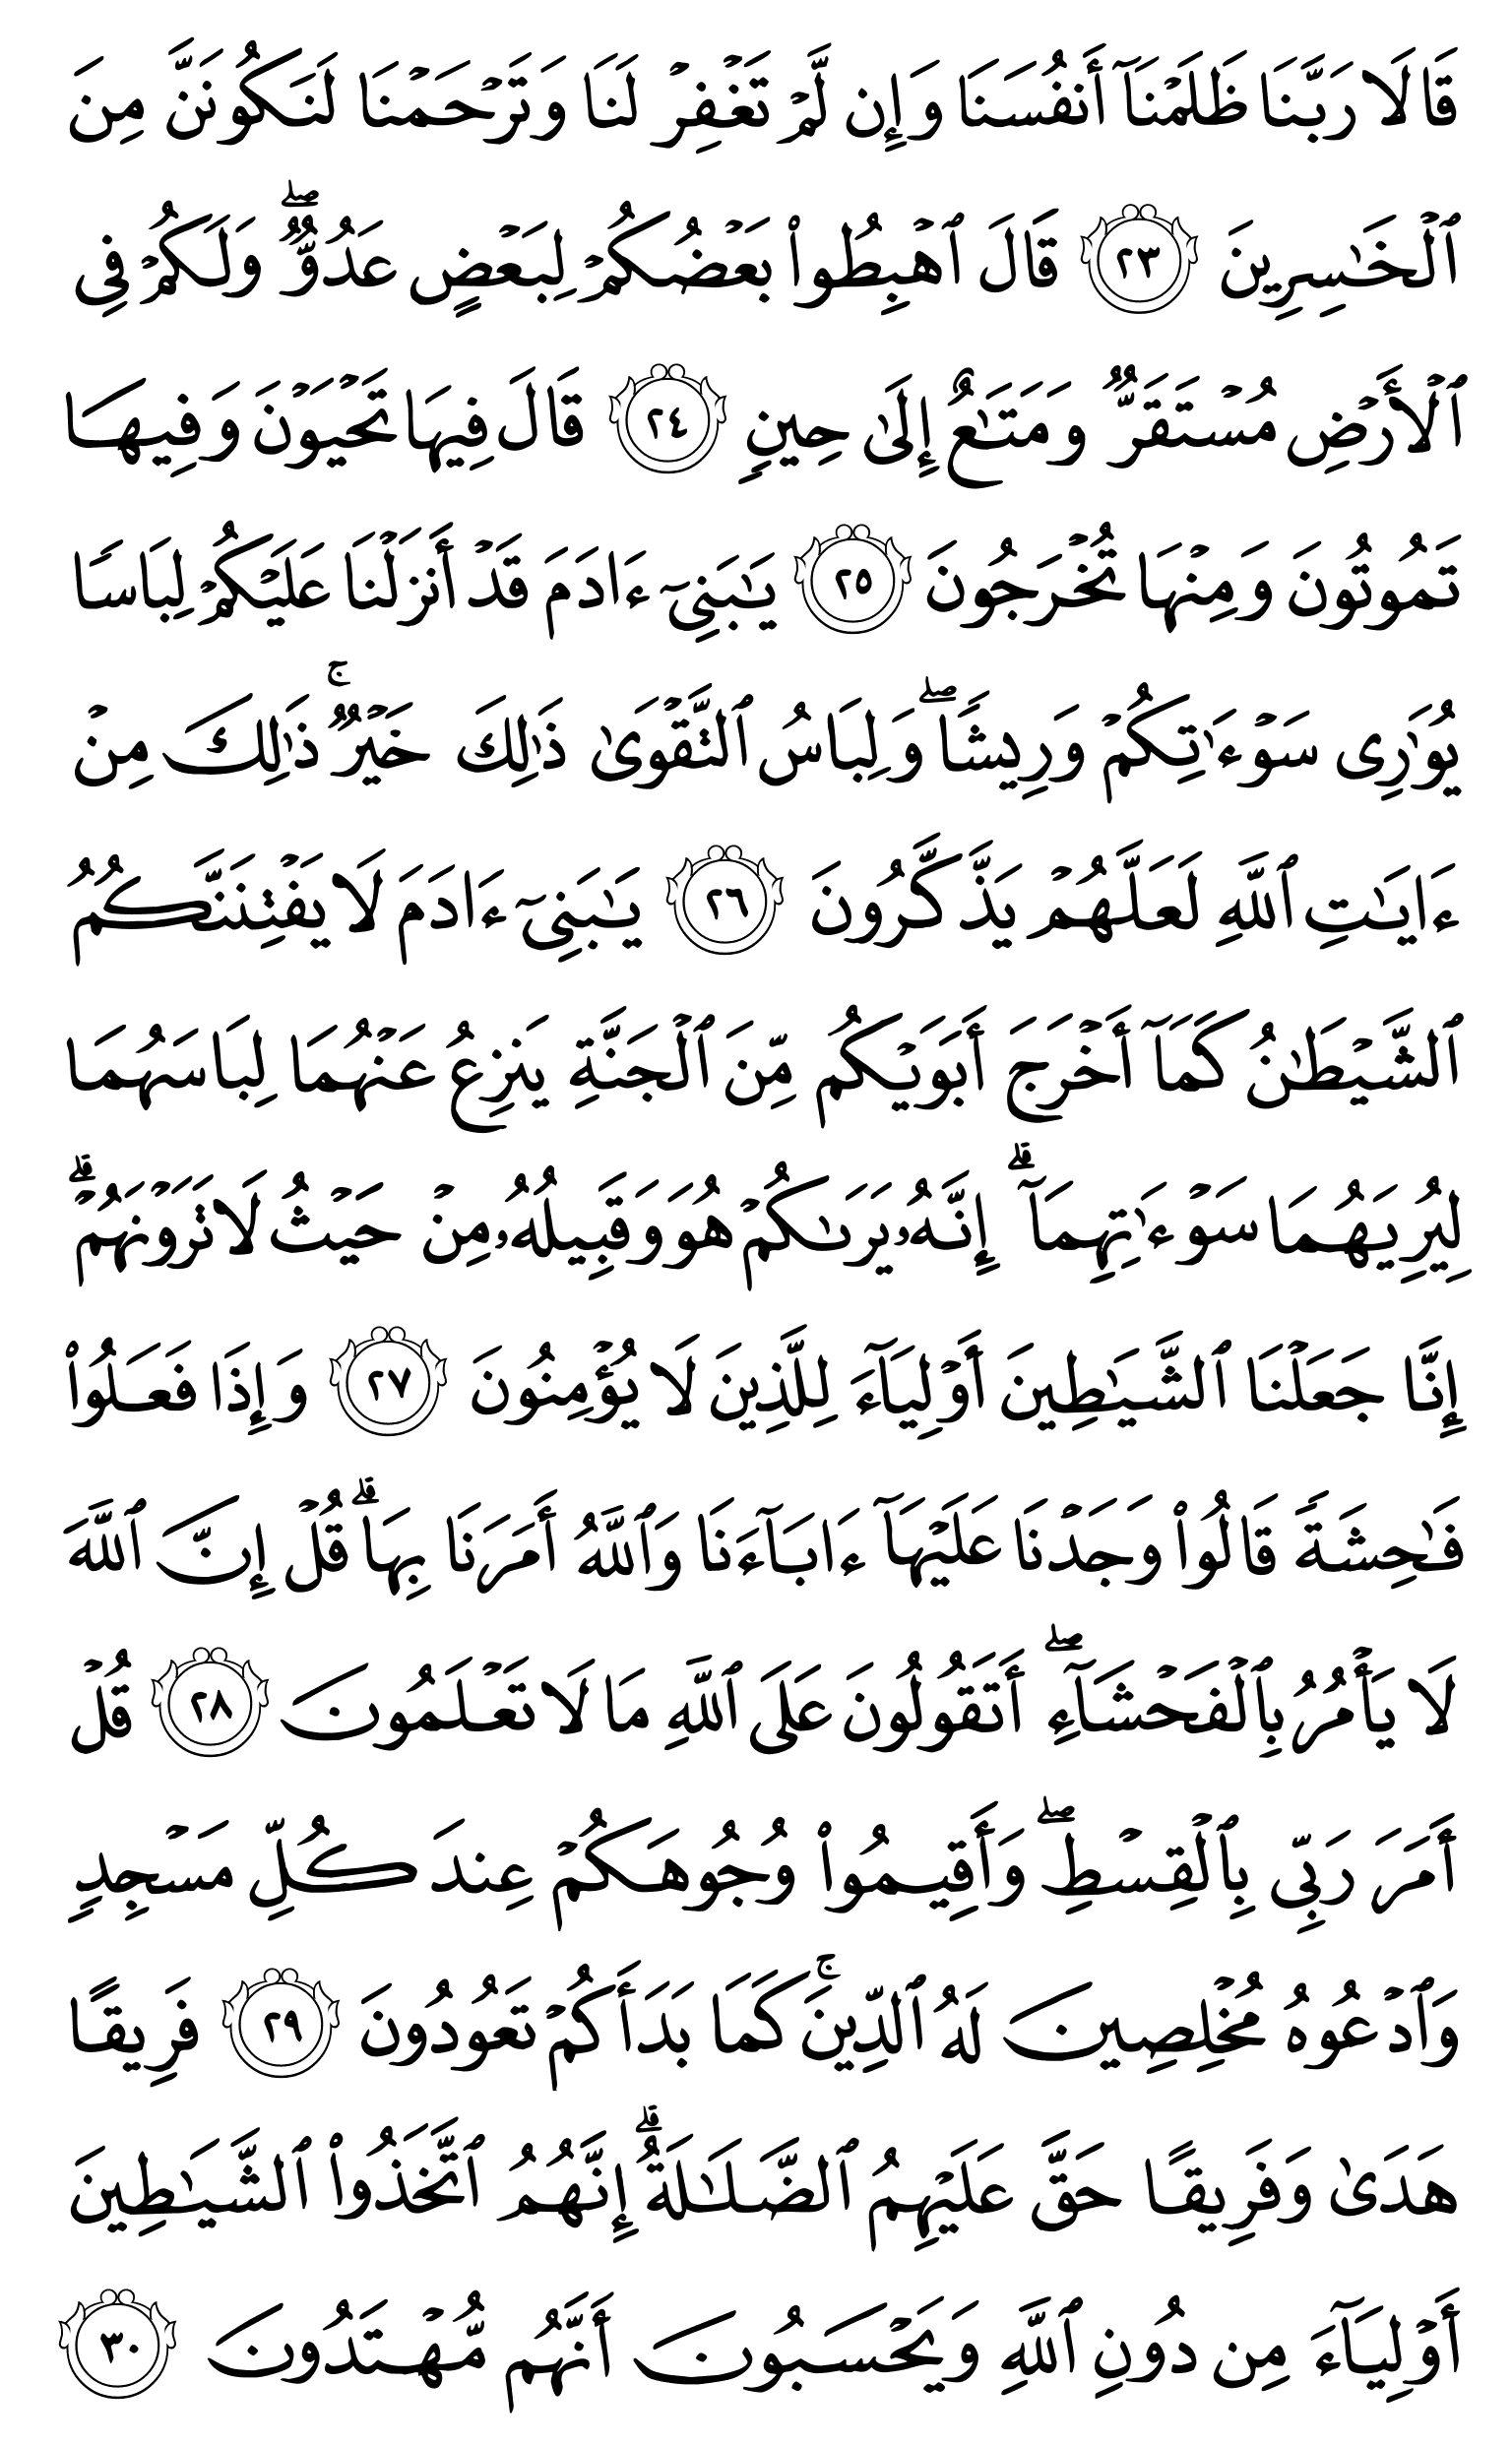 قَالَا رَبَّنَا ظَلَمۡنَآ أَنفُسَنَا وَإِن لَّمۡ تَغۡفِرۡ لَنَا وَتَرۡحَمۡنَا لَنَكُونَنَّ مِنَ
ٱلۡخَٰسِرِينَ ٢٣ قَالَ ٱهۡبِطُواْ بَعۡضُكُمۡ لِبَعۡضٍ عَدُوّٞۖ وَلَكُمۡ فِي
ٱلۡأَرۡضِ مُسۡتَقَرّٞ وَمَتَٰعٌ إِلَىٰ حِينٖ ٢٤ قَالَ فِيهَا تَحۡيَوۡنَ وَفِيهَا
تَمُوتُونَ وَمِنۡهَا تُخۡرَجُونَ ٢٥ يَٰبَنِيٓ ءَادَمَ قَدۡ أَنزَلۡنَا عَلَيۡكُمۡ لِبَاسٗا
يُوَٰرِي سَوۡءَٰتِكُمۡ وَرِيشٗاۖ وَلِبَاسُ ٱلتَّقۡوَىٰ ذَٰلِكَ خَيۡرٞۚ ذَٰلِكَ مِنۡ
ءَايَٰتِ ٱللَّهِ لَعَلَّهُمۡ يَذَّكَّرُونَ ٢٦ يَٰبَنِيٓ ءَادَمَ لَا يَفۡتِنَنَّكُمُ
ٱلشَّيۡطَٰنُ كَمَآ أَخۡرَجَ أَبَوَيۡكُم مِّنَ ٱلۡجَنَّةِ يَنزِعُ عَنۡهُمَا لِبَاسَهُمَا
لِيُرِيَهُمَا سَوۡءَٰتِهِمَآۗ إِنَّهُۥ يَرَىٰكُمۡ هُوَ وَقَبِيلُهُۥ مِنۡ حَيۡثُ لَا تَرَوۡنَهُمۡۗ
إِنَّا جَعَلۡنَا ٱلشَّيَٰطِينَ أَوۡلِيَآءَ لِلَّذِينَ لَا يُؤۡمِنُونَ ٢٧ وَإِذَا فَعَلُواْ
فَٰحِشَةٗ قَالُواْ وَجَدۡنَا عَلَيۡهَآ ءَابَآءَنَا وَٱللَّهُ أَمَرَنَا بِهَاۗ قُلۡ إِنَّ ٱللَّهَ
لَا يَأۡمُرُ بِٱلۡفَحۡشَآءِۖ أَتَقُولُونَ عَلَى ٱللَّهِ مَا لَا تَعۡلَمُونَ ٢٨ قُلۡ
أَمَرَ رَبِّي بِٱلۡقِسۡطِۖ وَأَقِيمُواْ وُجُوهَكُمۡ عِندَ كُلِّ مَسۡجِدٖ
وَٱدۡعُوهُ مُخۡلِصِينَ لَهُ ٱلدِّينَۚ كَمَا بَدَأَكُمۡ تَعُودُونَ ٢٩ فَرِيقًا
هَدَىٰ وَفَرِيقًا حَقَّ عَلَيۡهِمُ ٱلضَّلَٰلَةُۗ إِنَّهُمُ ٱتَّخَذُواْ ٱلشَّيَٰطِينَ
أَوۡلِيَآءَ مِن دُونِ ٱللَّهِ وَيَحۡسَبُونَ أَنَّهُم مُّهۡتَدُونَ ٣٠